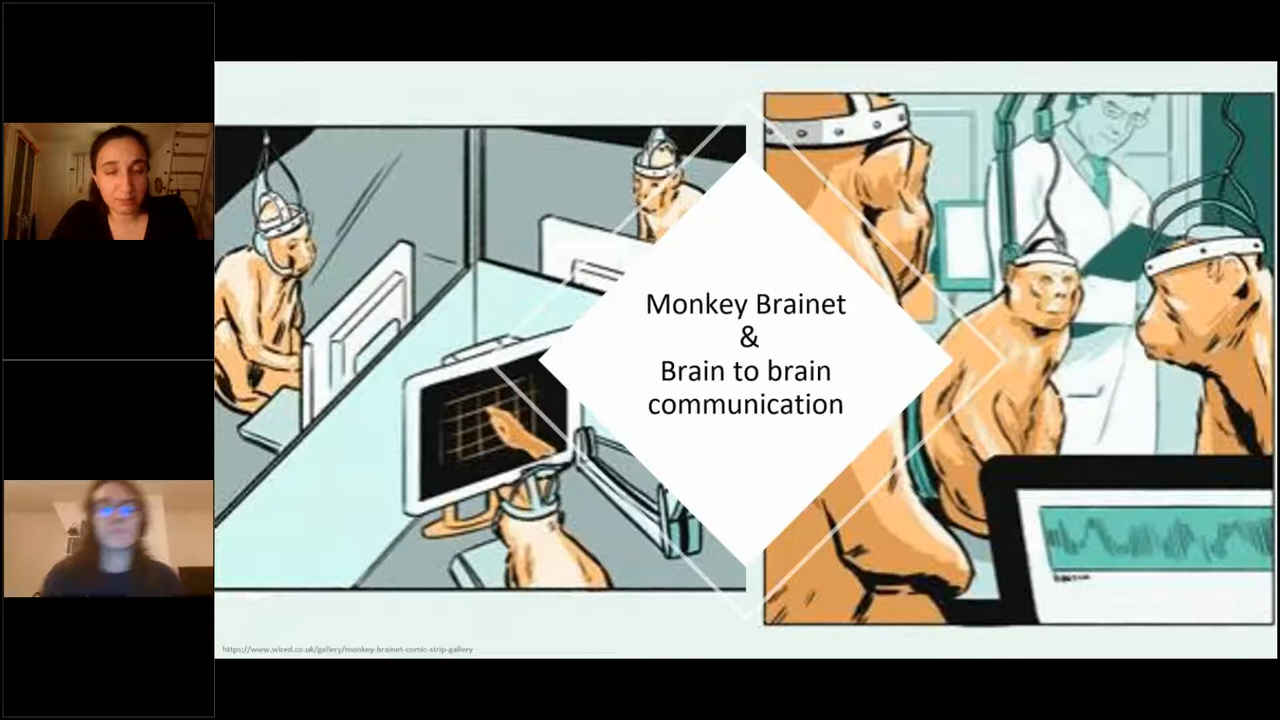 Monkey Brainet
&
Brain to brain
communication
https://www.wired.co.uk/gallery/monkey-brainet-comic-strip-gallery